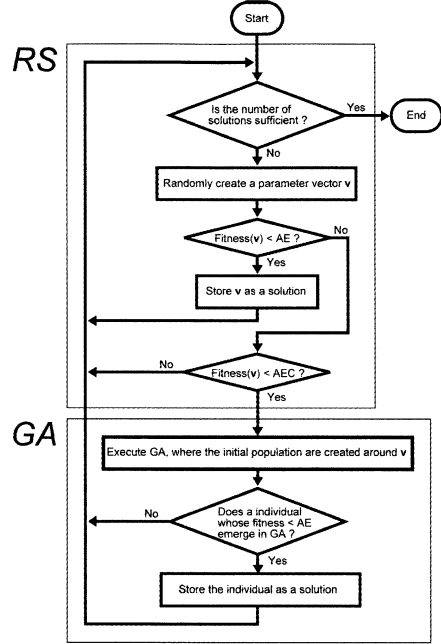 Start
RS
Is the number of
solutions sufficient ?
Yes
End
No
Randomly create a parameter vector v
No
Fitness(v) < AE ?
Yes
Store v as a solution
No
Fitness(v) < AEC ?
Yes
GA
Execute GA, where the initial population are created around v
No
Does a individual
whose fitness < AE
emerge in GA ?
Yes
Store the individual as a solution